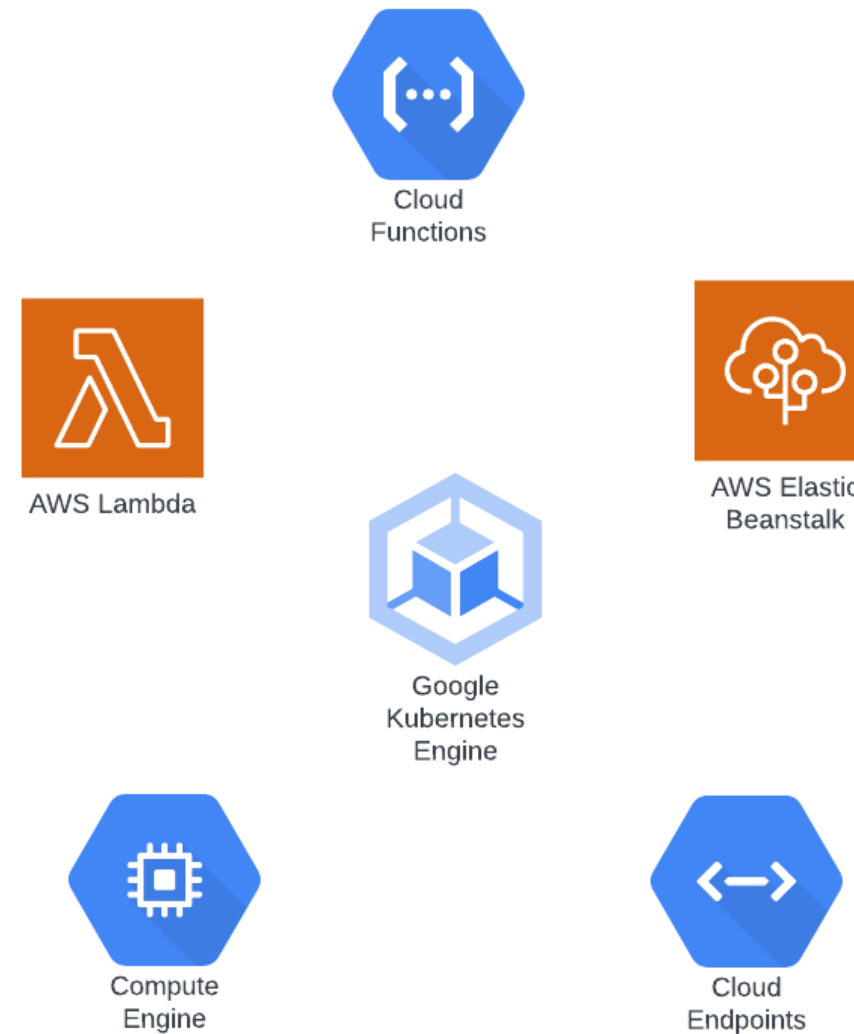 Cloud
Functions
AWS Lambda
AWS Elastic
Beanstalk
Google
Kubernetes
Engine
Compute
Engine
Cloud
Endpoints